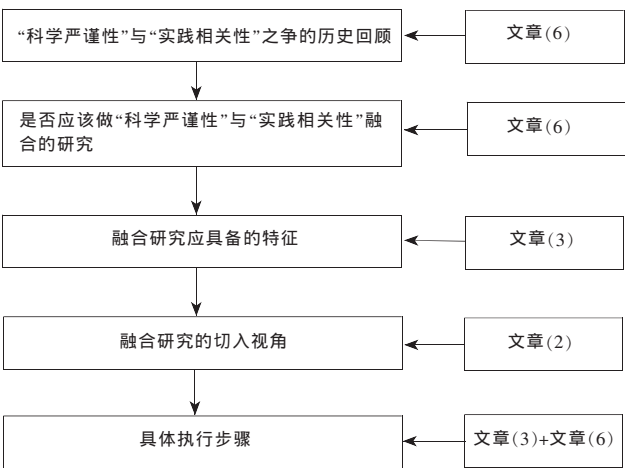 “科学严谨性”与“实践相关性”之争的历史回顾
文章(6)
是否应该做“科学严谨性”与“实践相关性”融
合的研究
文章(6)
融合研究应具备的特征
文章(3)
融合研究的切入视角
文章(2)
具体执行步骤
文章(3)+文章(6)